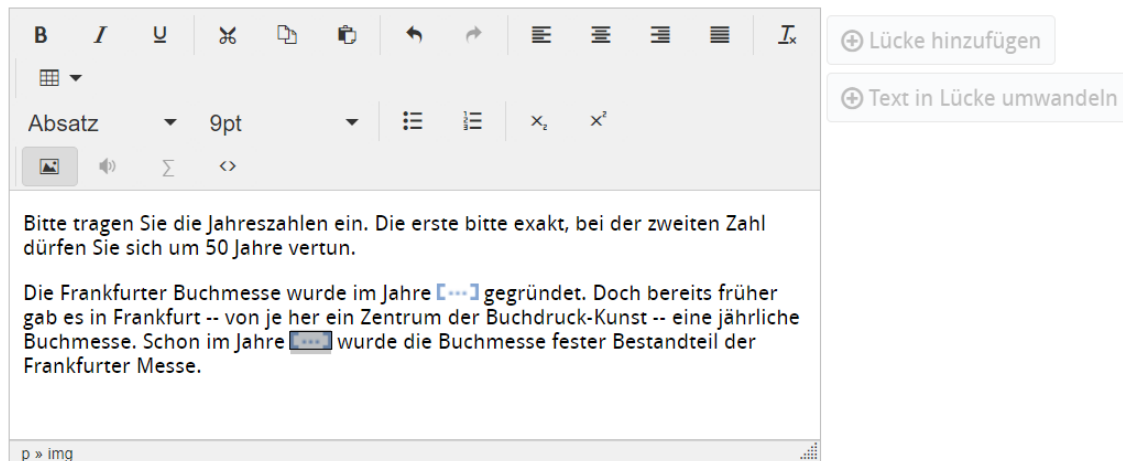 B I U
Lücke hinzufügen
Text in Lücke umwandeln
Absatz 9pt x₂ x²
Σ <>
Bitte tragen Sie die Jahreszahlen ein. Die erste bitte exakt, bei der zweiten Zahl
dürfen Sie sich um 50 Jahre vertun.
Die Frankfurter Buchmesse wurde im Jahre [...] gegründet. Doch bereits früher
gab es in Frankfurt -- von je her ein Zentrum der Buchdruck-Kunst -- eine jährliche
Buchmesse. Schon im Jahre [...] wurde die Buchmesse fester Bestandteil der
Frankfurter Messe.
p » img